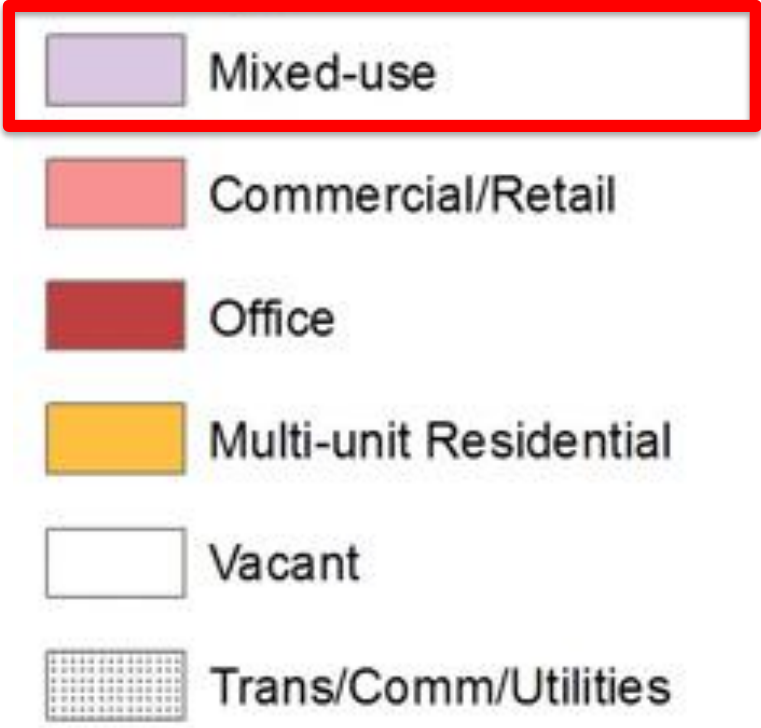 Mixed-use
Commercial/Retail
Office
Multi-unit Residential
Vacant
Trans/Comm/Utilities